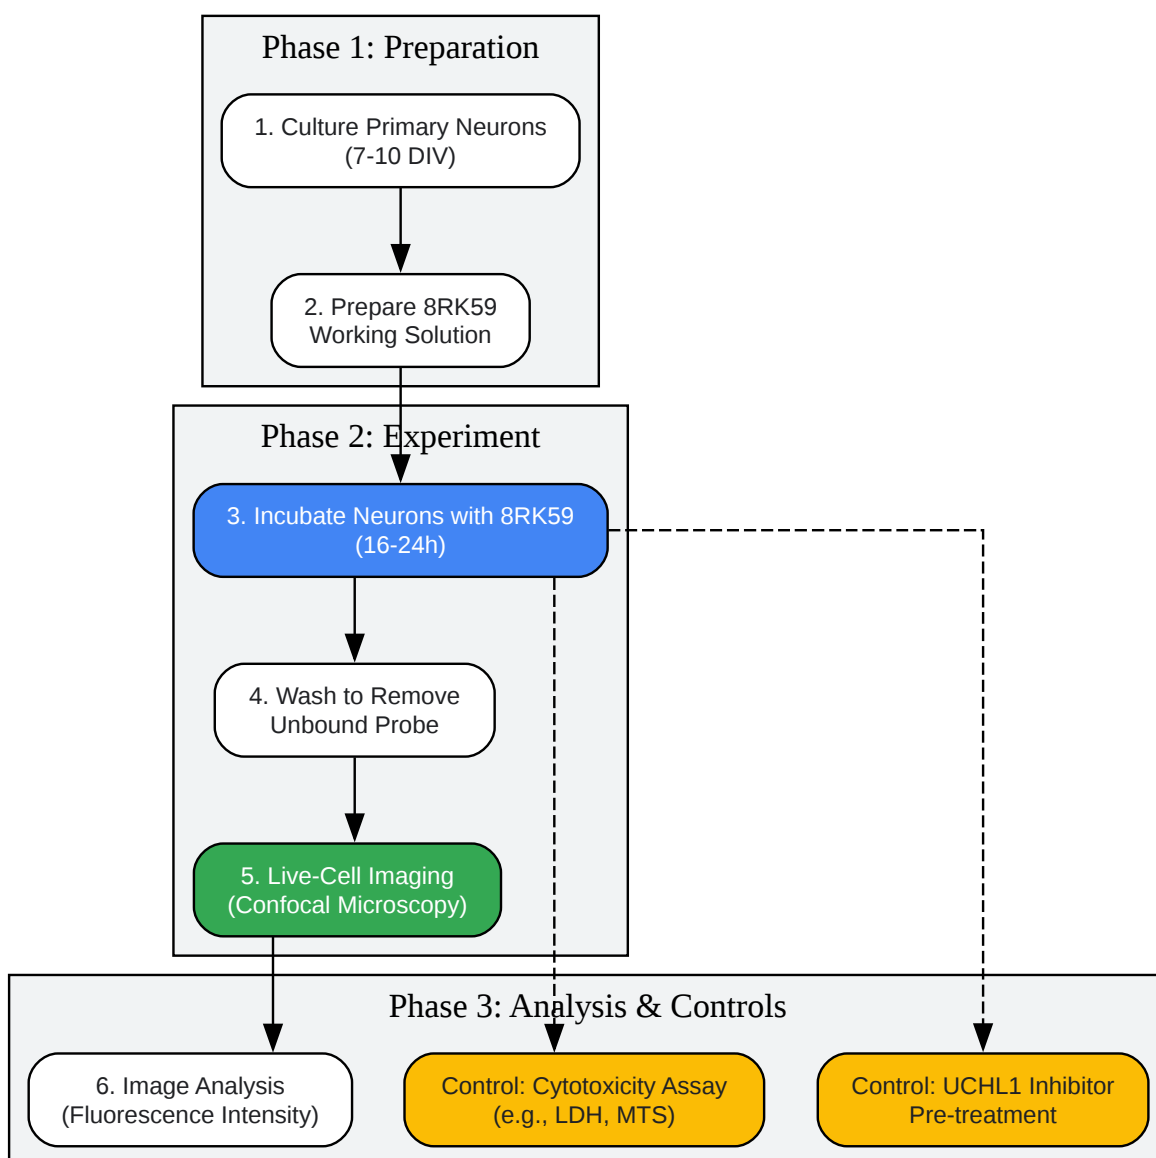 Phase 1: Preparation
1. Culture Primary Neurons
(7-10 DIV)
2. Prepare 8RK59
Working Solution
Phase 2: Experiment
3. Incubate Neurons with 8RK59
(16-24h)
4. Wash to Remove
Unbound Probe
5. Live-Cell Imaging
(Confocal Microscopy)
Phase 3: Analysis & Controls
6. Image Analysis
(Fluorescence Intensity)
Control: Cytotoxicity Assay
(e.g., LDH, MTS)
Control: UCHL1 Inhibitor
Pre-treatment